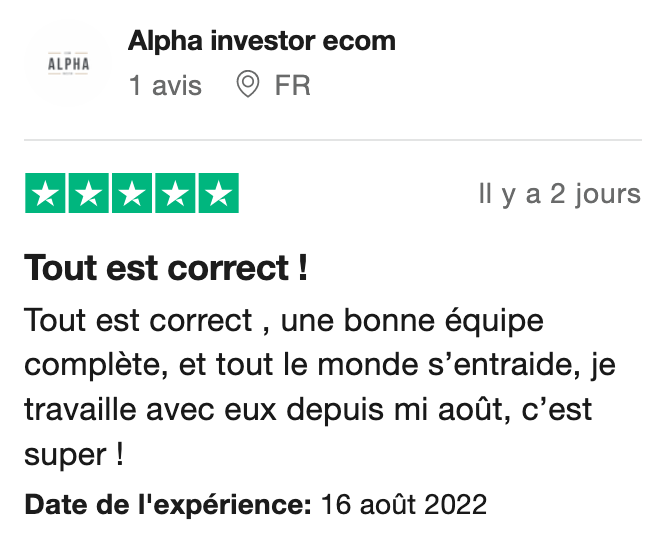 ALPHA
Alpha investor ecom
1 avis FR
Il y a 2 jours
Tout est correct !
Tout est correct , une bonne équipe
complète, et tout le monde s’entraide, je
travaille avec eux depuis mi août, c’est
super !
Date de l'expérience: 16 août 2022